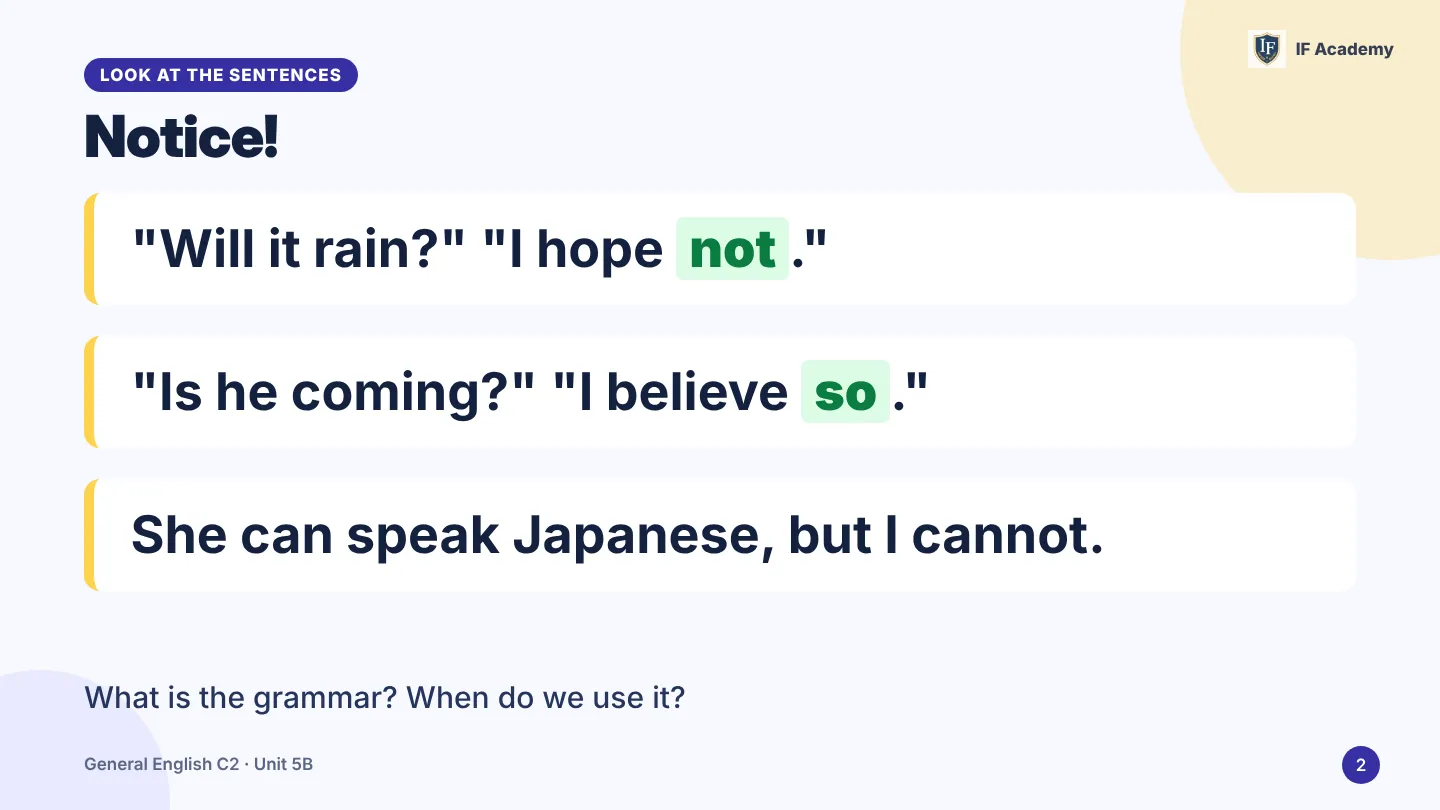 IF Academy
LOOK AT THE SENTENCES
Notice!
"Will it rain?" "I hope not."
"Is he coming?" "I believe so."
She can speak Japanese, but I cannot.
What is the grammar? When do we use it?
General English C2 · Unit 5B
2